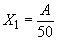 X₁ = A/50